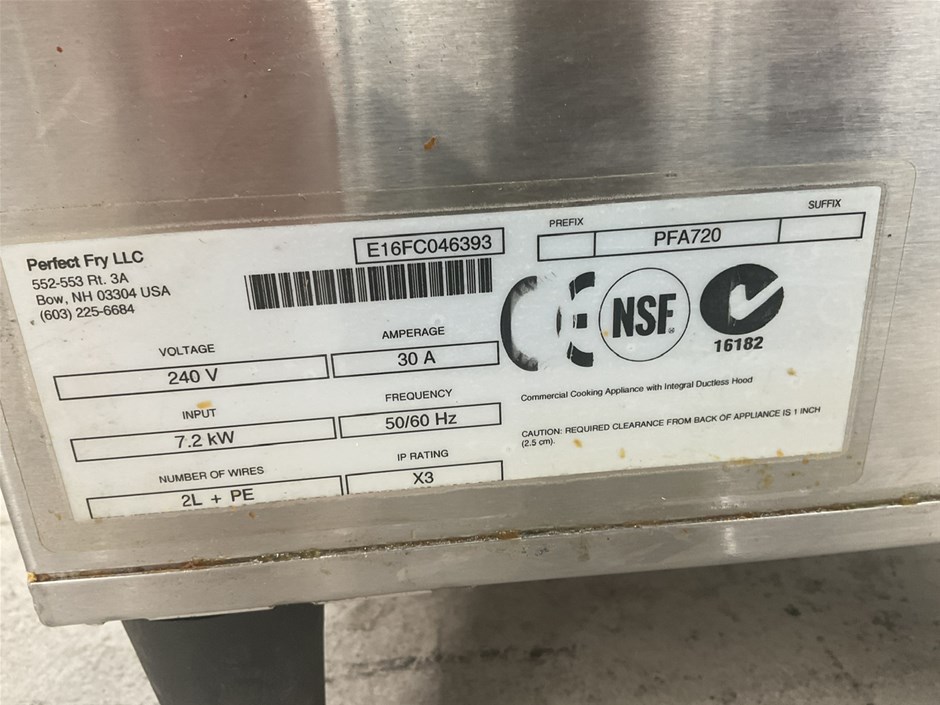 Perfect Fry LLC
552-553 Rt. 3A
Bow, NH 03304 USA
(603) 225-6684
E16FC046393
PREFIX
SUFFIX
PFA720
VOLTAGE
240 V
AMPERAGE
30 A
INPUT
7.2 kW
FREQUENCY
50/60 Hz
NUMBER OF WIRES
2L + PE
IP RATING
X3
CE
NSF®
16182
Commercial Cooking Appliance with Integral Ductless Hood
CAUTION: REQUIRED CLEARANCE FROM BACK OF APPLIANCE IS 1 INCH
(2.5 cm).